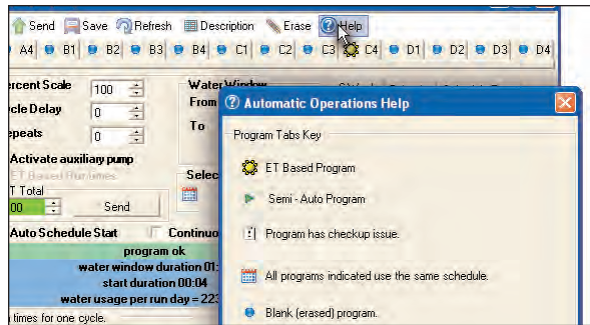 Send Save Refresh Description Erase Help
A4 B1 B2 B3 B4 C1 C2 C3 C4 D1 D2 D3 D4
ercent Scale 100
Water Window
From
ycle Delay 0
To
epeats 0
Activate auxiliary pump
ET Based Runtimes
Selec
T Total
00 Send
Auto Schedule Start Continuo
program ok
water window duration 01:
start duration 00:04
water usage per run day = 223
times for one cycle.
Automatic Operations Help
Program Tabs Key
ET Based Program
Semi - Auto Program
Program has checkup issue.
All programs indicated use the same schedule.
Blank (erased) program.